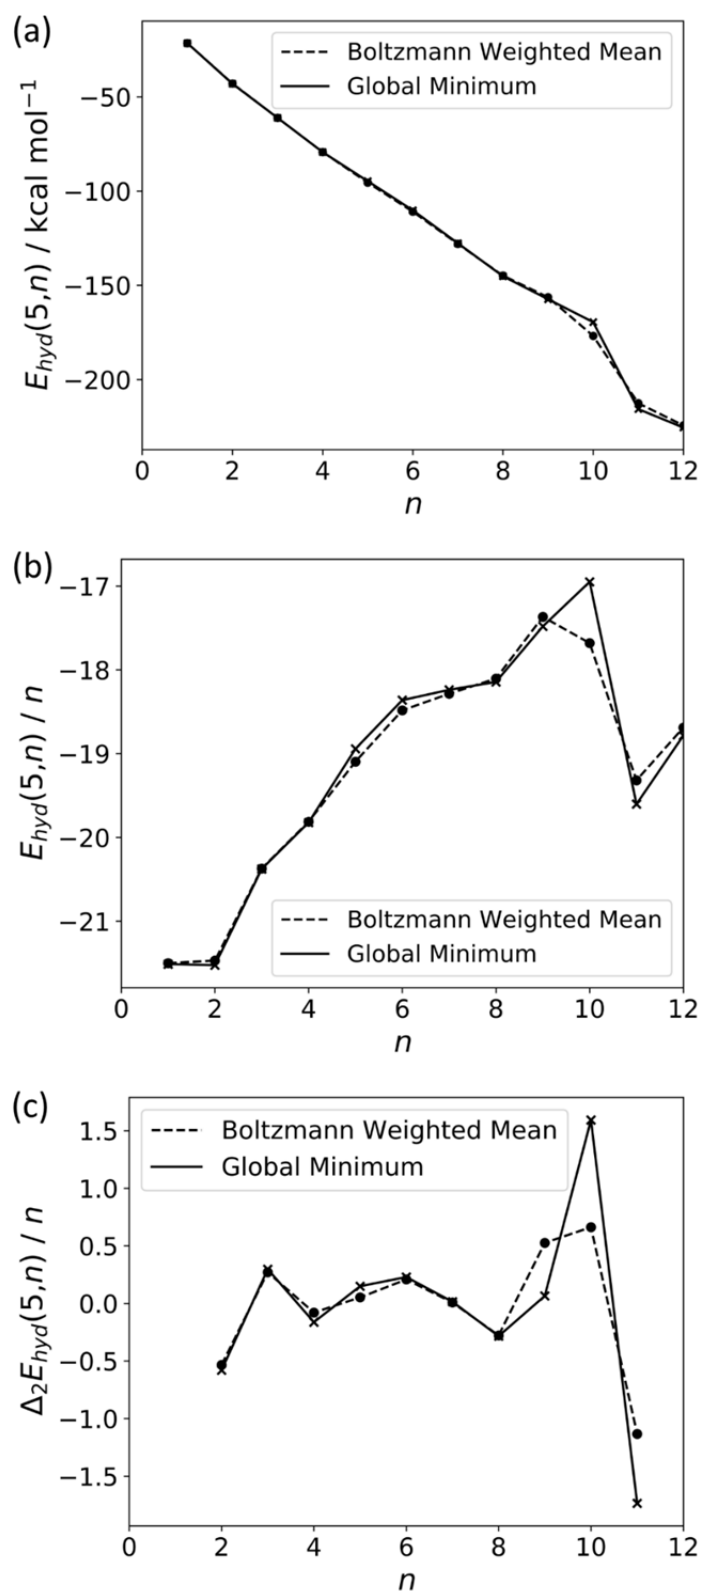 (a)
Boltzmann Weighted Mean
Global Minimum
−50
−100
−150
−200
E_hyd(5,n) / kcal mol⁻¹
0 2 4 6 8 10 12
n
(b)
−17
−18
−19
−20
−21
E_hyd(5,n) / n
Boltzmann Weighted Mean
Global Minimum
0 2 4 6 8 10 12
n
(c)
Boltzmann Weighted Mean
Global Minimum
1.5
1.0
0.5
0.0
−0.5
−1.0
−1.5
Δ₂E_hyd(5,n) / n
0 2 4 6 8 10 12
n